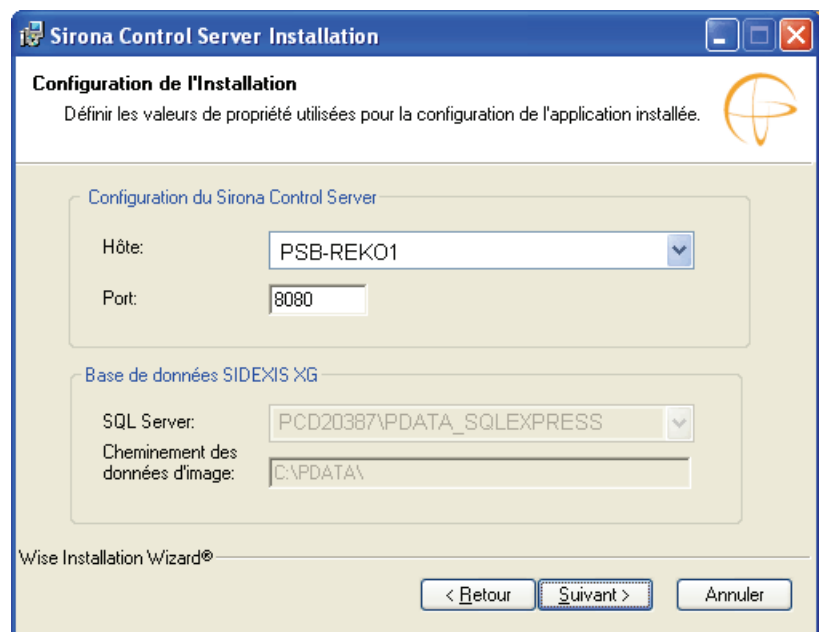 Sirona Control Server Installation
Configuration de l'Installation
Définir les valeurs de propriété utilisées pour la configuration de l'application installée.
Configuration du Sirona Control Server
Hôte:
PSB-REKO1
Port:
8080
Base de données SIDEXIS XG
SQL Server:
PCD20387\PDATA_SQLEXPRESS
Cheminement des
données d'image:
C:\PDATA\
Wise Installation Wizard®
< Retour
Suivant >
Annuler